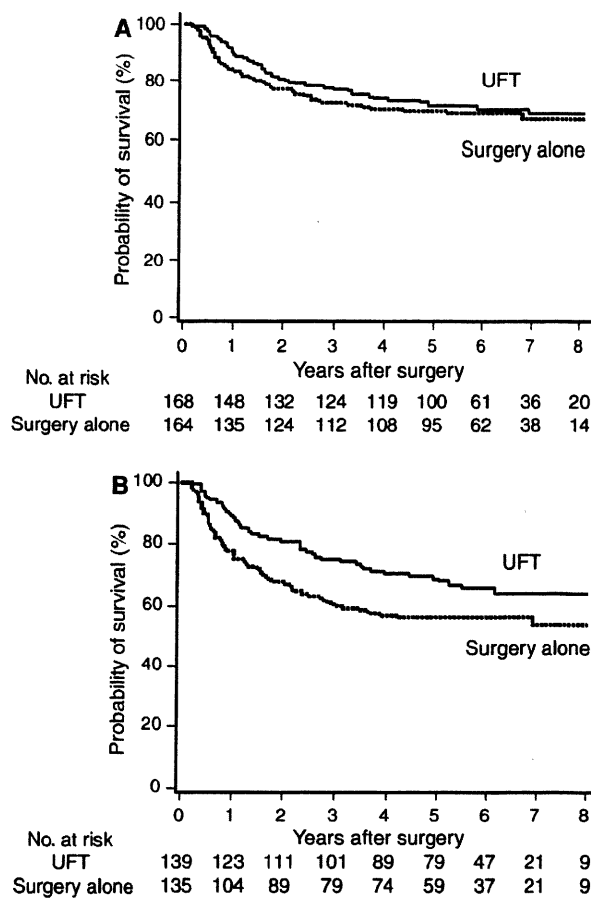 A
100
80
60
40
20
0
Probability of survival (%)
UFT
Surgery alone
0 1 2 3 4 5 6 7 8
Years after surgery
No. at risk
UFT 168 148 132 124 119 100 61 36 20
Surgery alone 164 135 124 112 108 95 62 38 14
B
100
80
60
40
20
0
Probability of survival (%)
UFT
Surgery alone
0 1 2 3 4 5 6 7 8
Years after surgery
No. at risk
UFT 139 123 111 101 89 79 47 21 9
Surgery alone 135 104 89 79 74 59 37 21 9